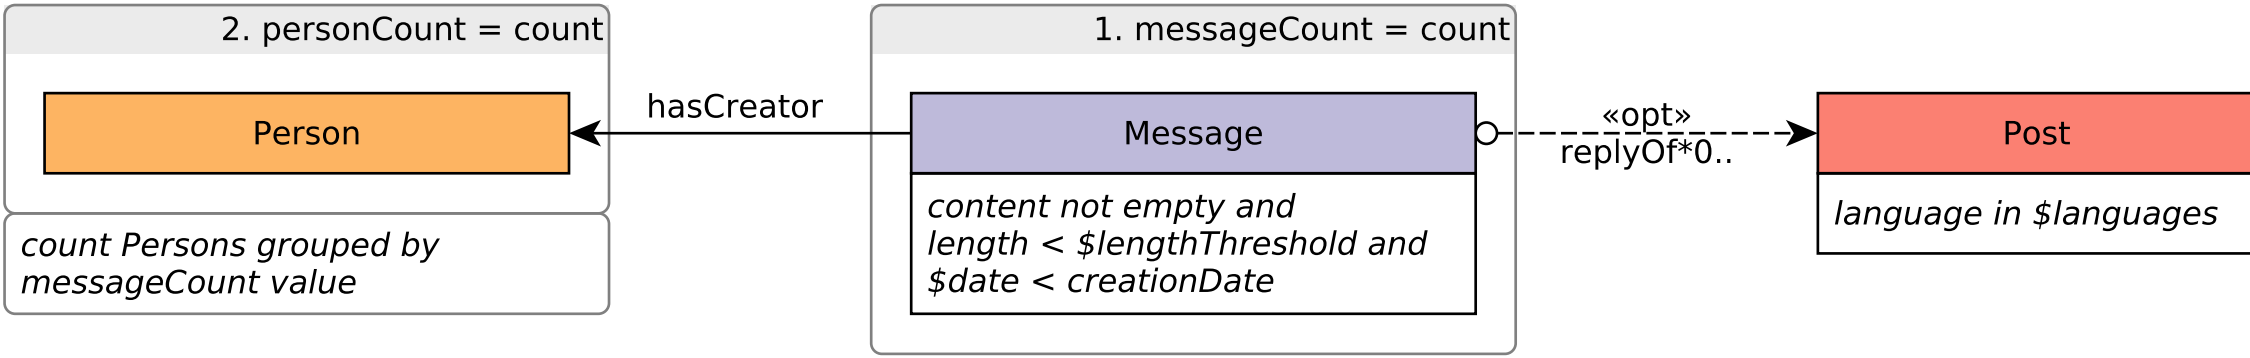 2. personCount = count
Person
count Persons grouped by
messageCount value
hasCreator
1. messageCount = count
Message
content not empty and
length < $lengthThreshold and
$date < creationDate
«opt»
replyOf*0..
Post
language in $languages